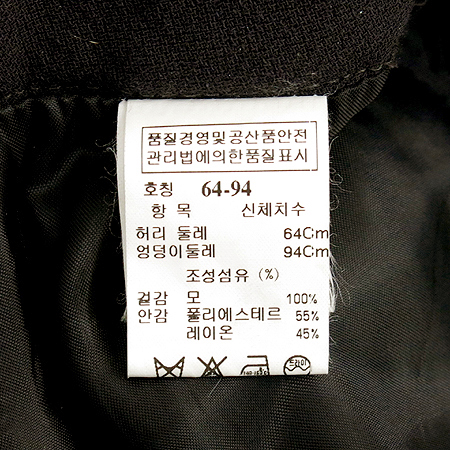 품질경영및공산품안전
관리법에의한품질표시
호칭 64-94
항 목 신체치수
허리 둘레 64Cm
엉덩이둘레 94Cm
조성섬유 (%)
겉감 모 100%
안감 폴리에스테르 55%
레이온 45%
드라이